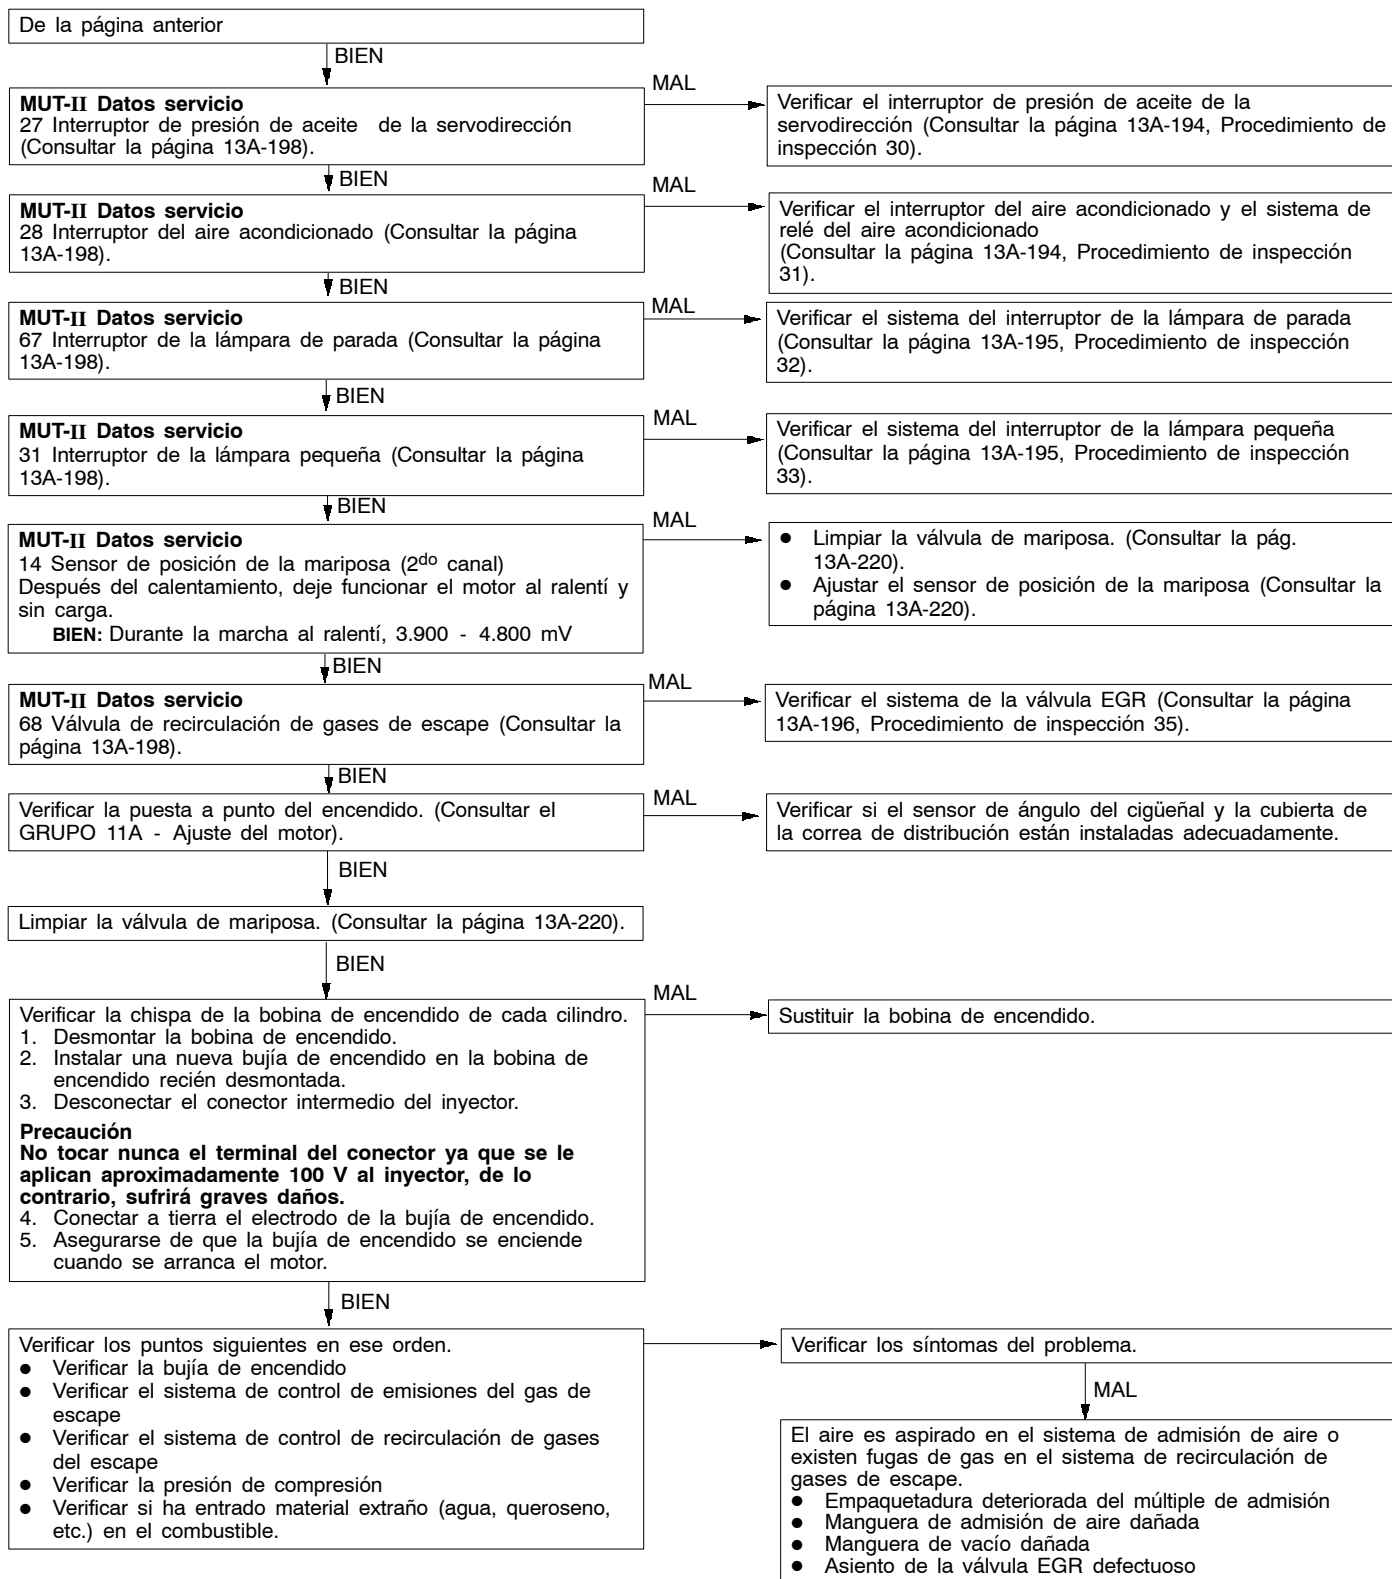 De la página anterior
BIEN
MUT-II Datos servicio
27 Interruptor de presión de aceite de la servodirección
(Consultar la página 13A-198).
MAL
Verificar el interruptor de presión de aceite de la
servodirección (Consultar la página 13A-194, Procedimiento de
inspección 30).
BIEN
MUT-II Datos servicio
28 Interruptor del aire acondicionado (Consultar la página
13A-198).
MAL
Verificar el interruptor del aire acondicionado y el sistema de
relé del aire acondicionado
(Consultar la página 13A-194, Procedimiento de inspección
31).
BIEN
MUT-II Datos servicio
67 Interruptor de la lámpara de parada (Consultar la página
13A-198).
MAL
Verificar el sistema del interruptor de la lámpara de parada
(Consultar la página 13A-195, Procedimiento de inspección
32).
BIEN
MUT-II Datos servicio
31 Interruptor de la lámpara pequeña (Consultar la página
13A-198).
MAL
Verificar el sistema del interruptor de la lámpara pequeña
(Consultar la página 13A-195, Procedimiento de inspección
33).
BIEN
MUT-II Datos servicio
14 Sensor de posición de la mariposa (2do canal)
Después del calentamiento, deje funcionar el motor al ralentí y
sin carga.
BIEN: Durante la marcha al ralentí, 3.900 - 4.800 mV
MAL
● Limpiar la válvula de mariposa. (Consultar la pág.
13A-220).
● Ajustar el sensor de posición de la mariposa (Consultar la
página 13A-220).
BIEN
MUT-II Datos servicio
68 Válvula de recirculación de gases de escape (Consultar la
página 13A-198).
MAL
Verificar el sistema de la válvula EGR (Consultar la página
13A-196, Procedimiento de inspección 35).
BIEN
Verificar la puesta a punto del encendido. (Consultar el
GRUPO 11A - Ajuste del motor).
MAL
Verificar si el sensor de ángulo del cigüeñal y la cubierta de
la correa de distribución están instaladas adecuadamente.
BIEN
Limpiar la válvula de mariposa. (Consultar la página 13A-220).
BIEN
Verificar la chispa de la bobina de encendido de cada cilindro.
1. Desmontar la bobina de encendido.
2. Instalar una nueva bujía de encendido en la bobina de
encendido recién desmontada.
3. Desconectar el conector intermedio del inyector.
Precaución
No tocar nunca el terminal del conector ya que se le
aplican aproximadamente 100 V al inyector, de lo
contrario, sufrirá graves daños.
4. Conectar a tierra el electrodo de la bujía de encendido.
5. Asegurarse de que la bujía de encendido se enciende
cuando se arranca el motor.
MAL
Sustituir la bobina de encendido.
BIEN
Verificar los puntos siguientes en ese orden.
● Verificar la bujía de encendido
● Verificar el sistema de control de emisiones del gas de
escape
● Verificar el sistema de control de recirculación de gases
del escape
● Verificar la presión de compresión
● Verificar si ha entrado material extraño (agua, queroseno,
etc.) en el combustible.
Verificar los síntomas del problema.
MAL
El aire es aspirado en el sistema de admisión de aire o
existen fugas de gas en el sistema de recirculación de
gases de escape.
● Empaquetadura deteriorada del múltiple de admisión
● Manguera de admisión de aire dañada
● Manguera de vacío dañada
● Asiento de la válvula EGR defectuoso